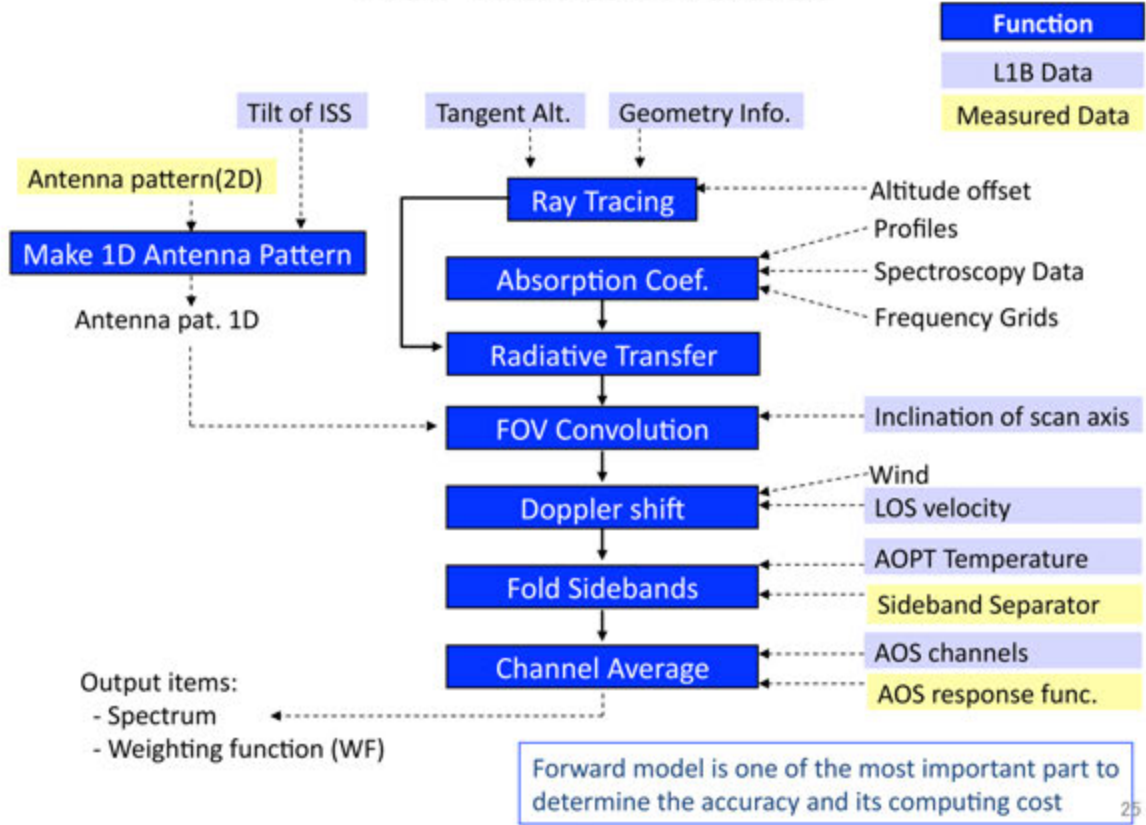 Function
L1B Data
Measured Data
Tilt of ISS
Tangent Alt.
Geometry Info.
Antenna pattern(2D)
Ray Tracing
Altitude offset
Make 1D Antenna Pattern
Profiles
Absorption Coef.
Spectroscopy Data
Antenna pat. 1D
Frequency Grids
Radiative Transfer
FOV Convolution
Inclination of scan axis
Wind
Doppler shift
LOS velocity
AOPT Temperature
Fold Sidebands
Sideband Separator
AOS channels
Channel Average
AOS response func.
Output items:
- Spectrum
- Weighting function (WF)
Forward model is one of the most important part to
determine the accuracy and its computing cost
25